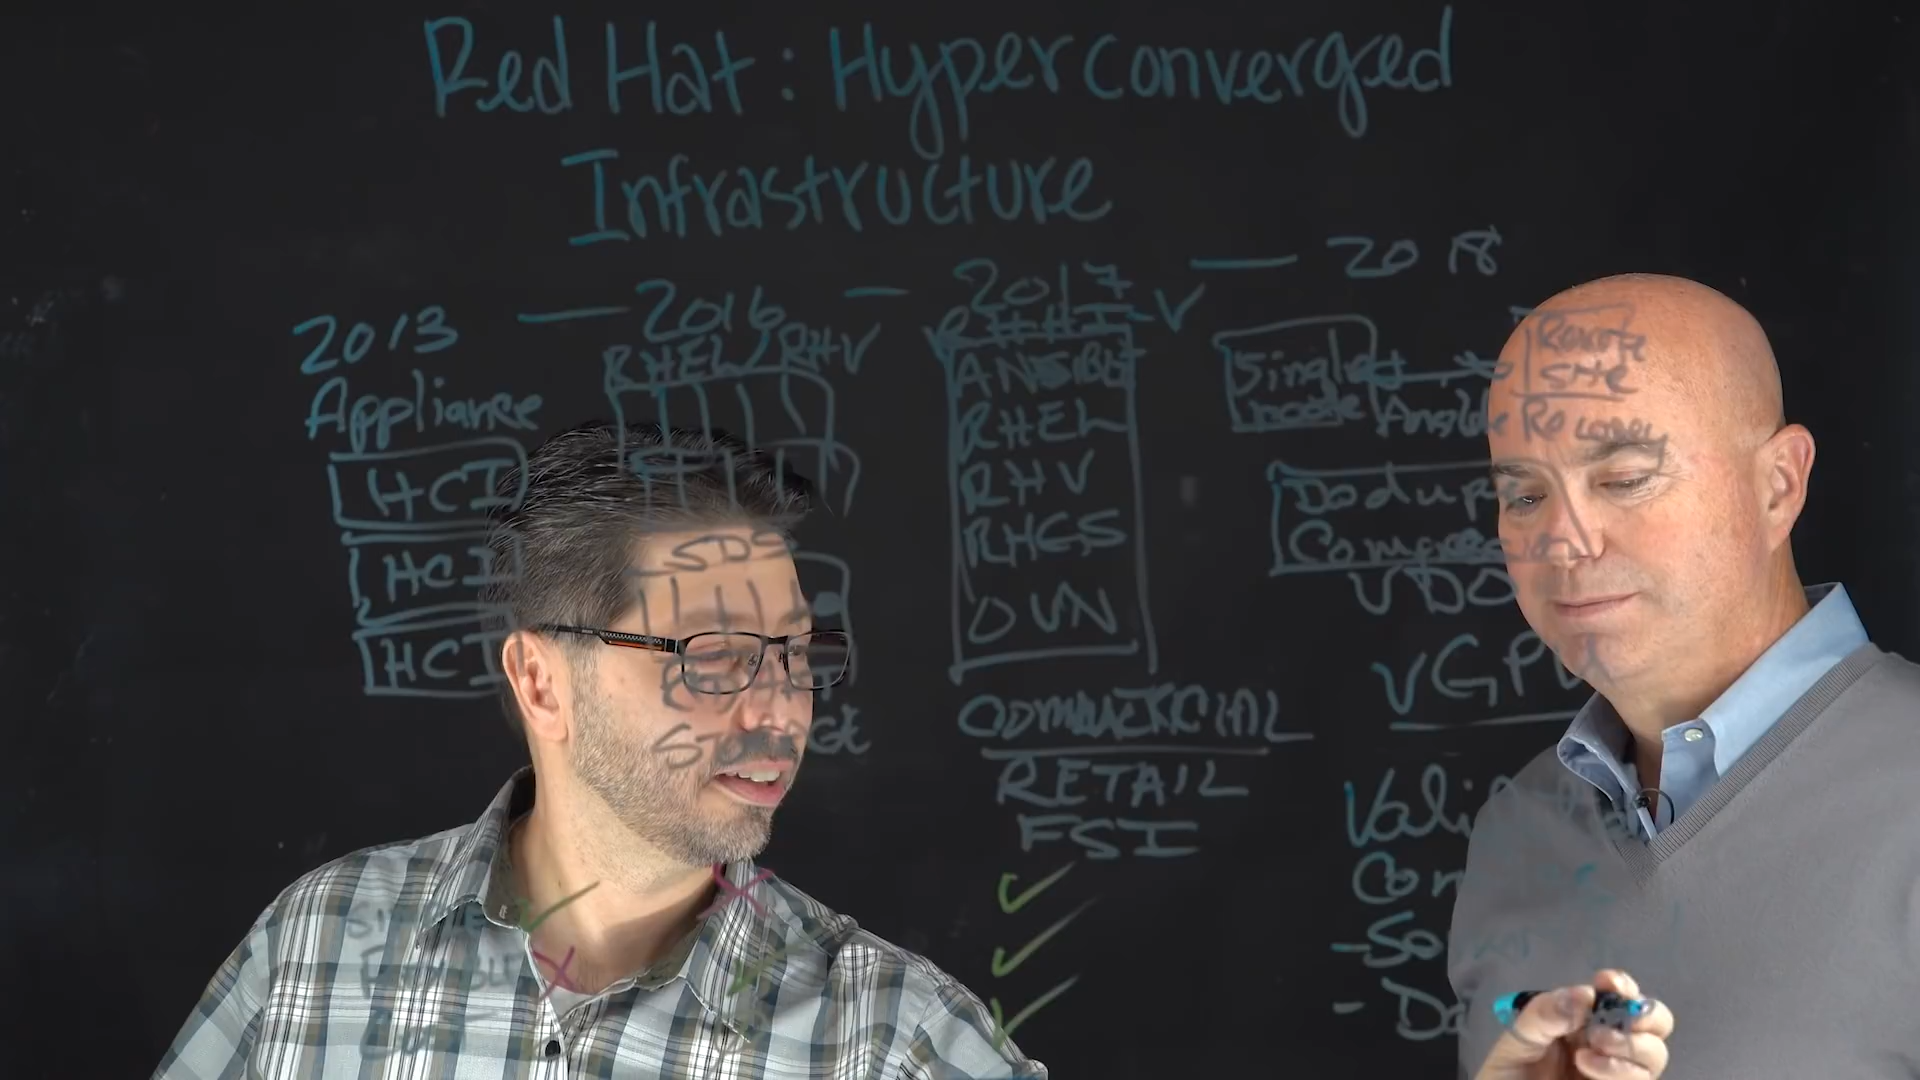 Red Hat: Hyperconverged
Infrastructure
2013 — 2016 — 2017 — 2018
Appliance
HCI
HCI
HCI
RHEL/RHV
SDS
RHHI-V
ANSIBLE
RHEL
RHV
RHGS
OVN
COMMERCIAL
RETAIL
FSI
Single
node
Remote
site
Ansible Recovery
Dedupe
Compression
VDO
vGPU